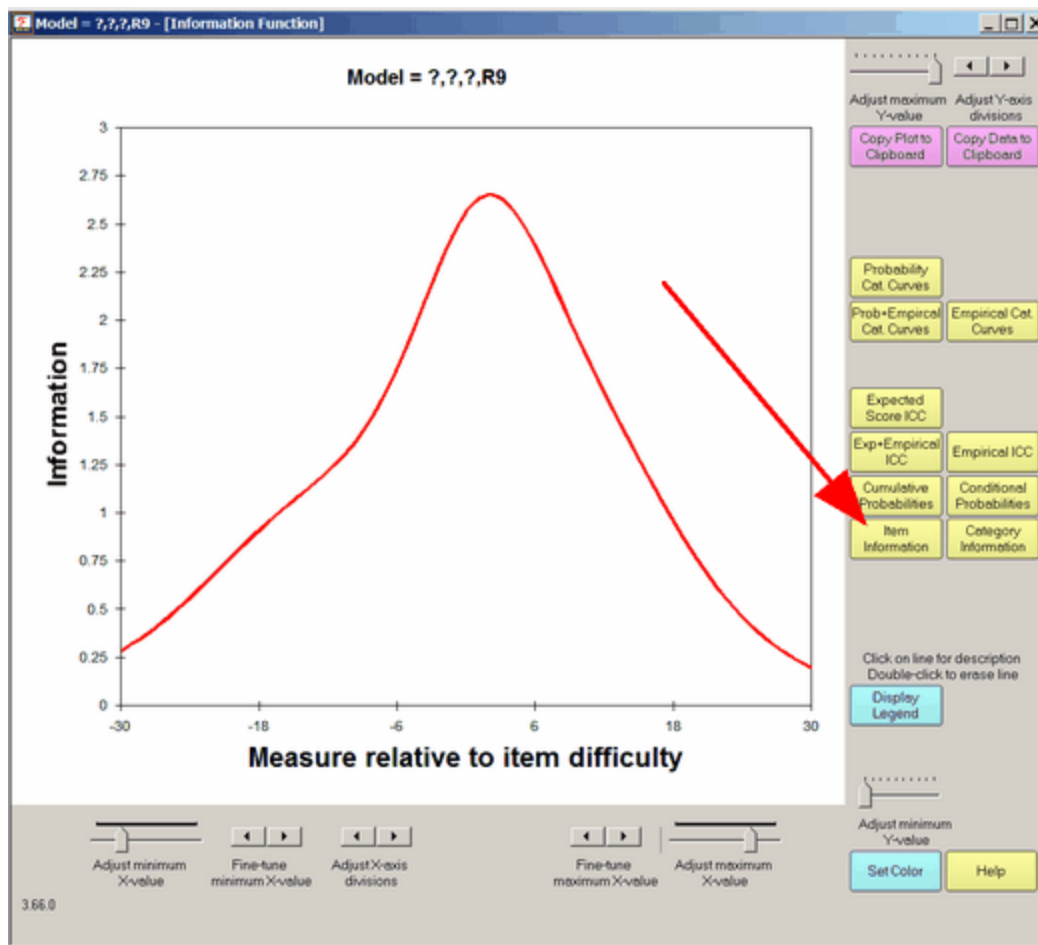 Model = ?,?,?,R9 - [Information Function]
Model = ?,?,?,R9
Adjust maximum
Y-value
Adjust Y-axis
divisions
Copy Plot to
Clipboard
Copy Data to
Clipboard
3
2.75
2.5
2.25
2
1.75
1.5
1.25
1
0.75
0.5
0.25
0
Information
-30
-18
-6
6
18
30
Measure relative to item difficulty
Probability
Cat. Curves
Prob+Empircal
Cat. Curves
Empirical Cat.
Curves
Expected
Score ICC
Exp+Empirical
ICC
Empirical ICC
Cumulative
Probabilities
Conditional
Probabilities
Item
Information
Category
Information
Click on line for description
Double-click to erase line
Display
Legend
Adjust minimum
Y-value
Adjust minimum
X-value
Fine-tune
minimum X-value
Adjust X-axis
divisions
Fine-tune
maximum X-value
Adjust maximum
X-value
Set Color
Help
3.66.0